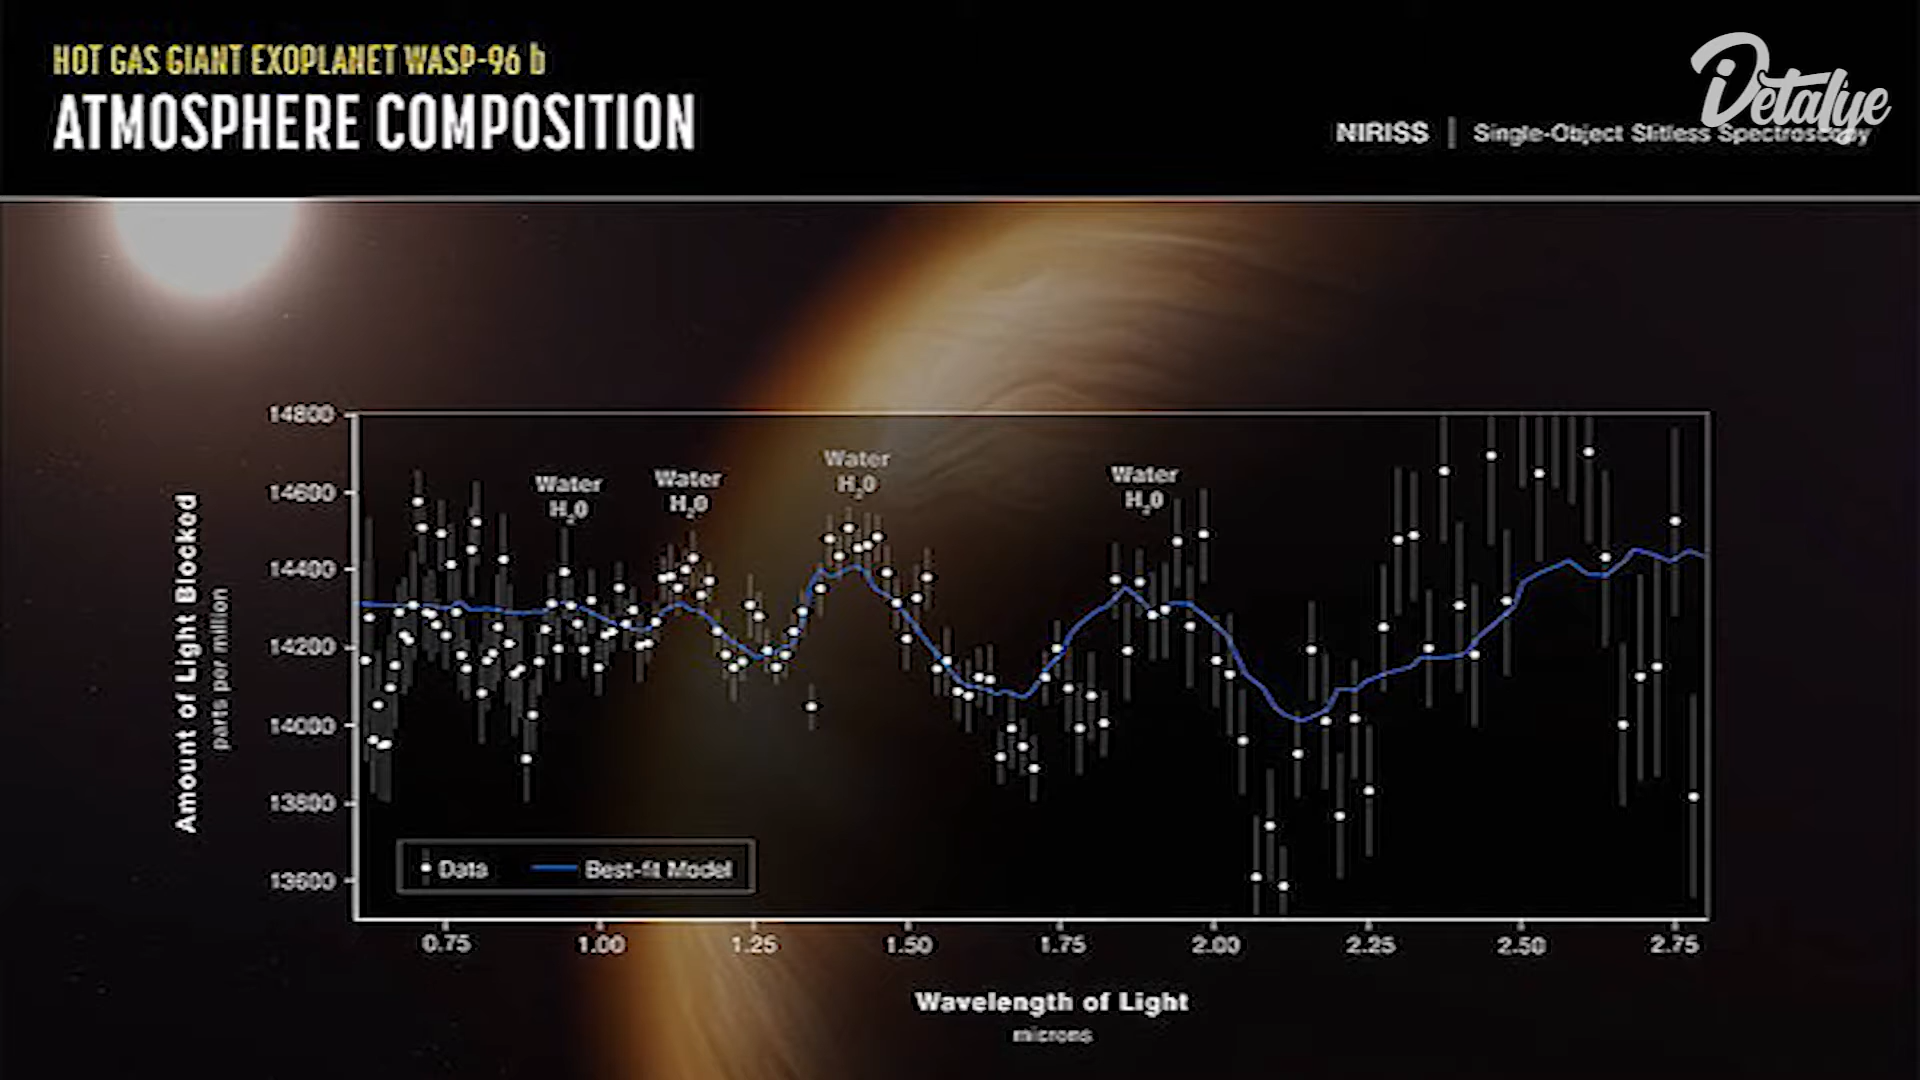 HOT GAS GIANT EXOPLANET WASP-96 b
ATMOSPHERE COMPOSITION
Detalye
NIRISS | Single-Object Slitless Spectroscopy
14800
14600
14400
14200
14000
13800
13600
Amount of Light Blocked
parts per million
Water
H₂O
Water
H₂O
Water
H₂O
Water
H₂O
Data
Best-fit Model
0.75 1.00 1.25 1.50 1.75 2.00 2.25 2.50 2.75
Wavelength of Light
microns